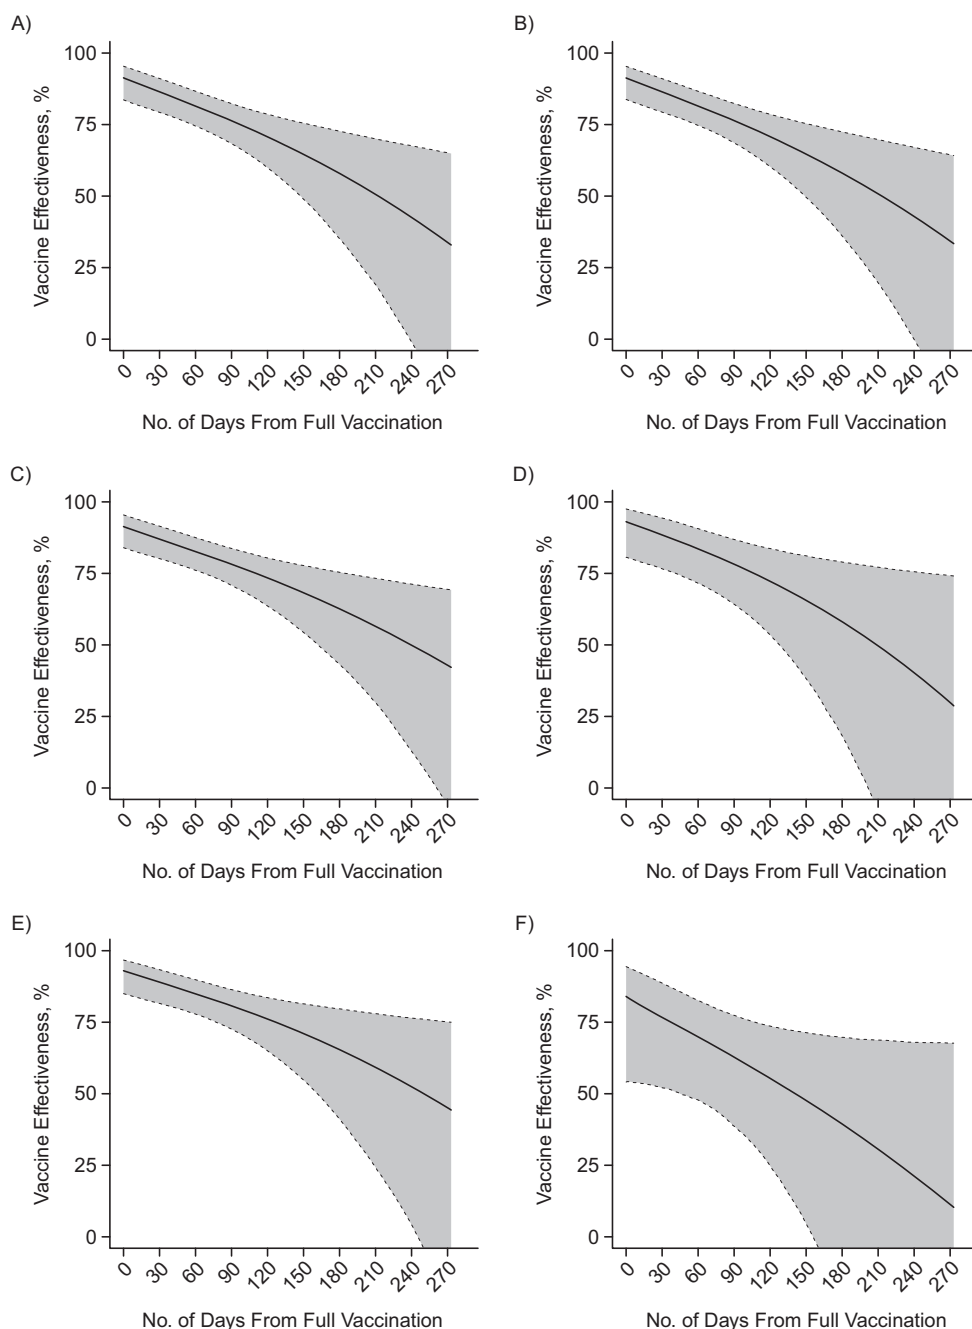 A)
100
75
50
25
0
Vaccine Effectiveness, %
0 30 60 90 120 150 180 210 240 270
No. of Days From Full Vaccination
B)
100
75
50
25
0
Vaccine Effectiveness, %
0 30 60 90 120 150 180 210 240 270
No. of Days From Full Vaccination
C)
100
75
50
25
0
Vaccine Effectiveness, %
0 30 60 90 120 150 180 210 240 270
No. of Days From Full Vaccination
D)
100
75
50
25
0
Vaccine Effectiveness, %
0 30 60 90 120 150 180 210 240 270
No. of Days From Full Vaccination
E)
100
75
50
25
0
Vaccine Effectiveness, %
0 30 60 90 120 150 180 210 240 270
No. of Days From Full Vaccination
F)
100
75
50
25
0
Vaccine Effectiveness, %
0 30 60 90 120 150 180 210 240 270
No. of Days From Full Vaccination